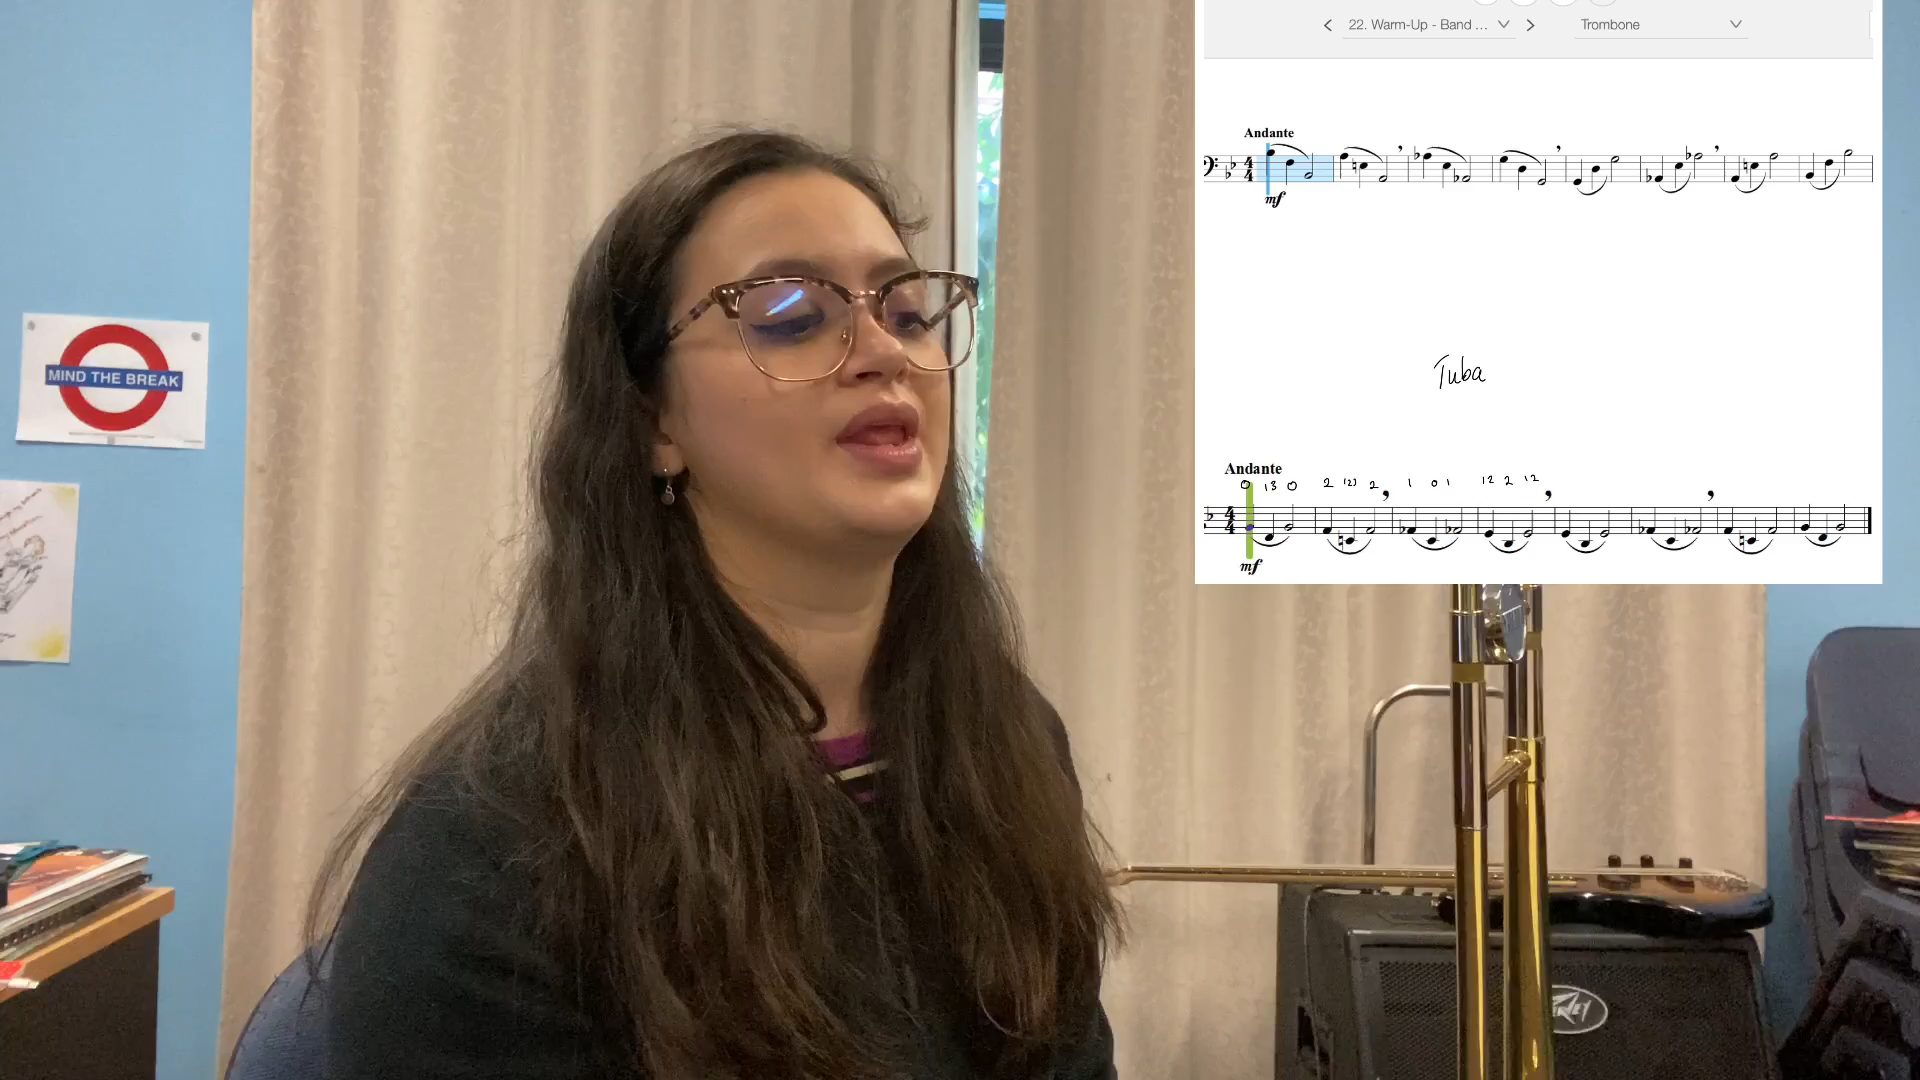 22. Warm-Up - Band ...
Trombone
Andante
mf
MIND THE BREAK
Tuba
Andante
0 13 0 2 123 2 1 0 1 12 2 12
mf
PEAVEY